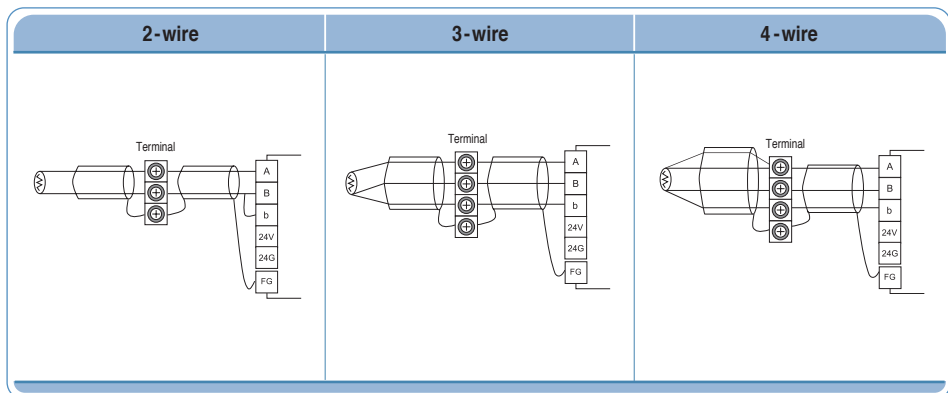 2-wire
3-wire
4-wire
Terminal
A
B
b
24V
24G
FG
Terminal
A
B
b
24V
24G
FG
Terminal
A
B
b
24V
24G
FG